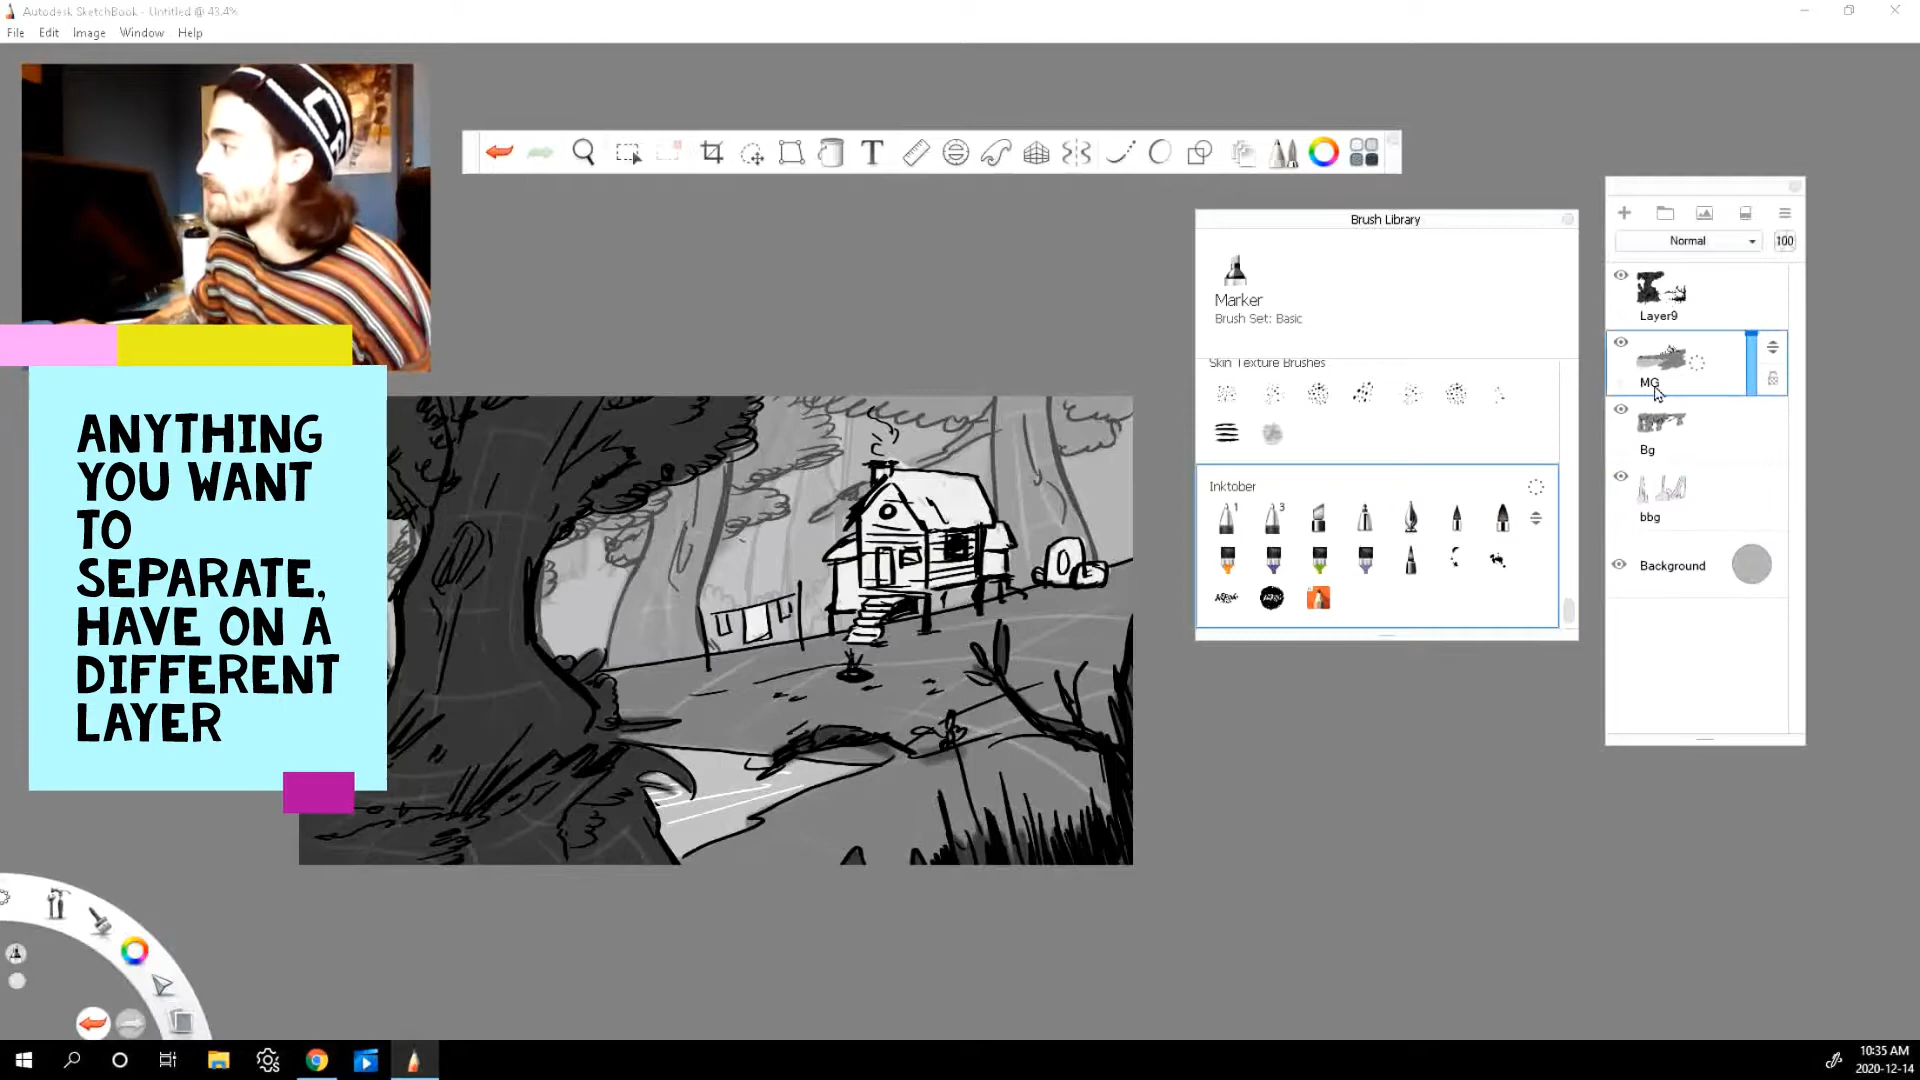 Autodesk SketchBook - Untitled @ 43.4%
File Edit Image Window Help
T
Brush Library
Marker
Brush Set: Basic
Skin Texture Brushes
Inktober
1
3
Normal
100
Layer9
MG
Bg
bbg
Background
ANYTHING
YOU WANT
TO
SEPARATE,
HAVE ON A
DIFFERENT
LAYER
10:35 AM
2020-12-14